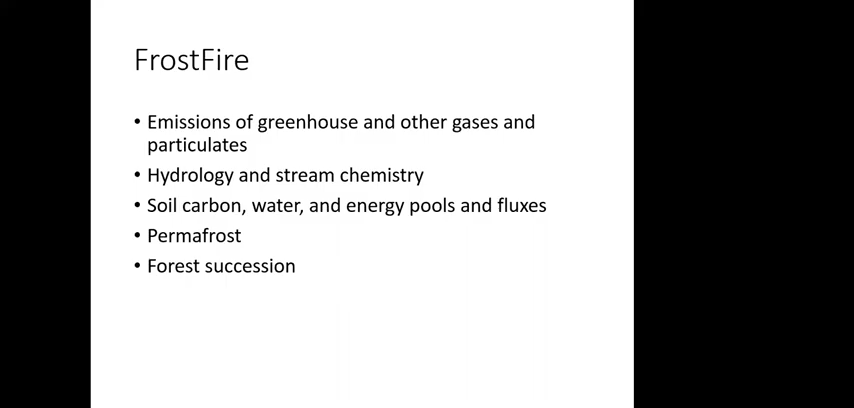 FrostFire
• Emissions of greenhouse and other gases and
particulates
• Hydrology and stream chemistry
• Soil carbon, water, and energy pools and fluxes
• Permafrost
• Forest succession